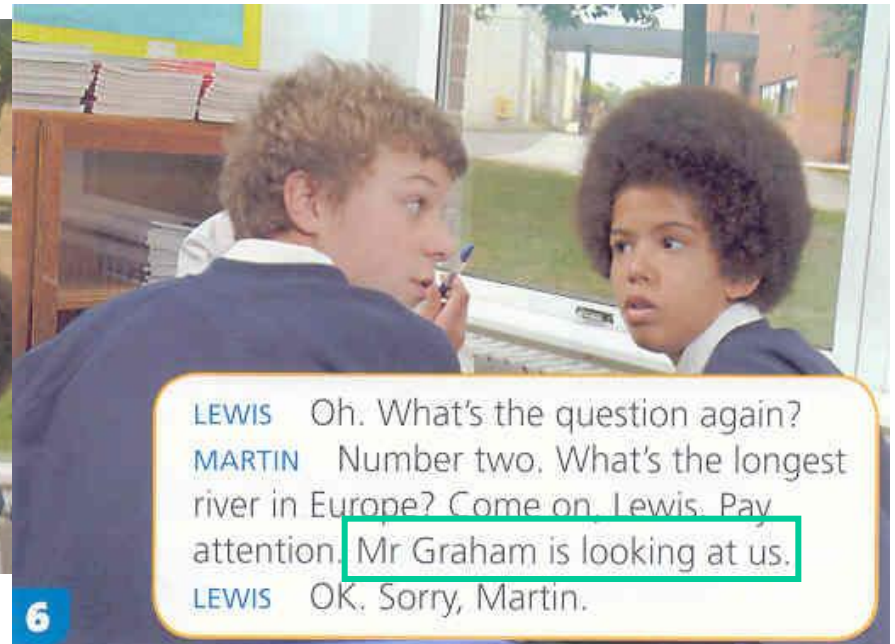 LEWIS Oh. What's the question again?
MARTIN Number two. What's the longest
river in Europe? Come on, Lewis. Pay
attention. Mr Graham is looking at us.
LEWIS OK. Sorry, Martin.
6